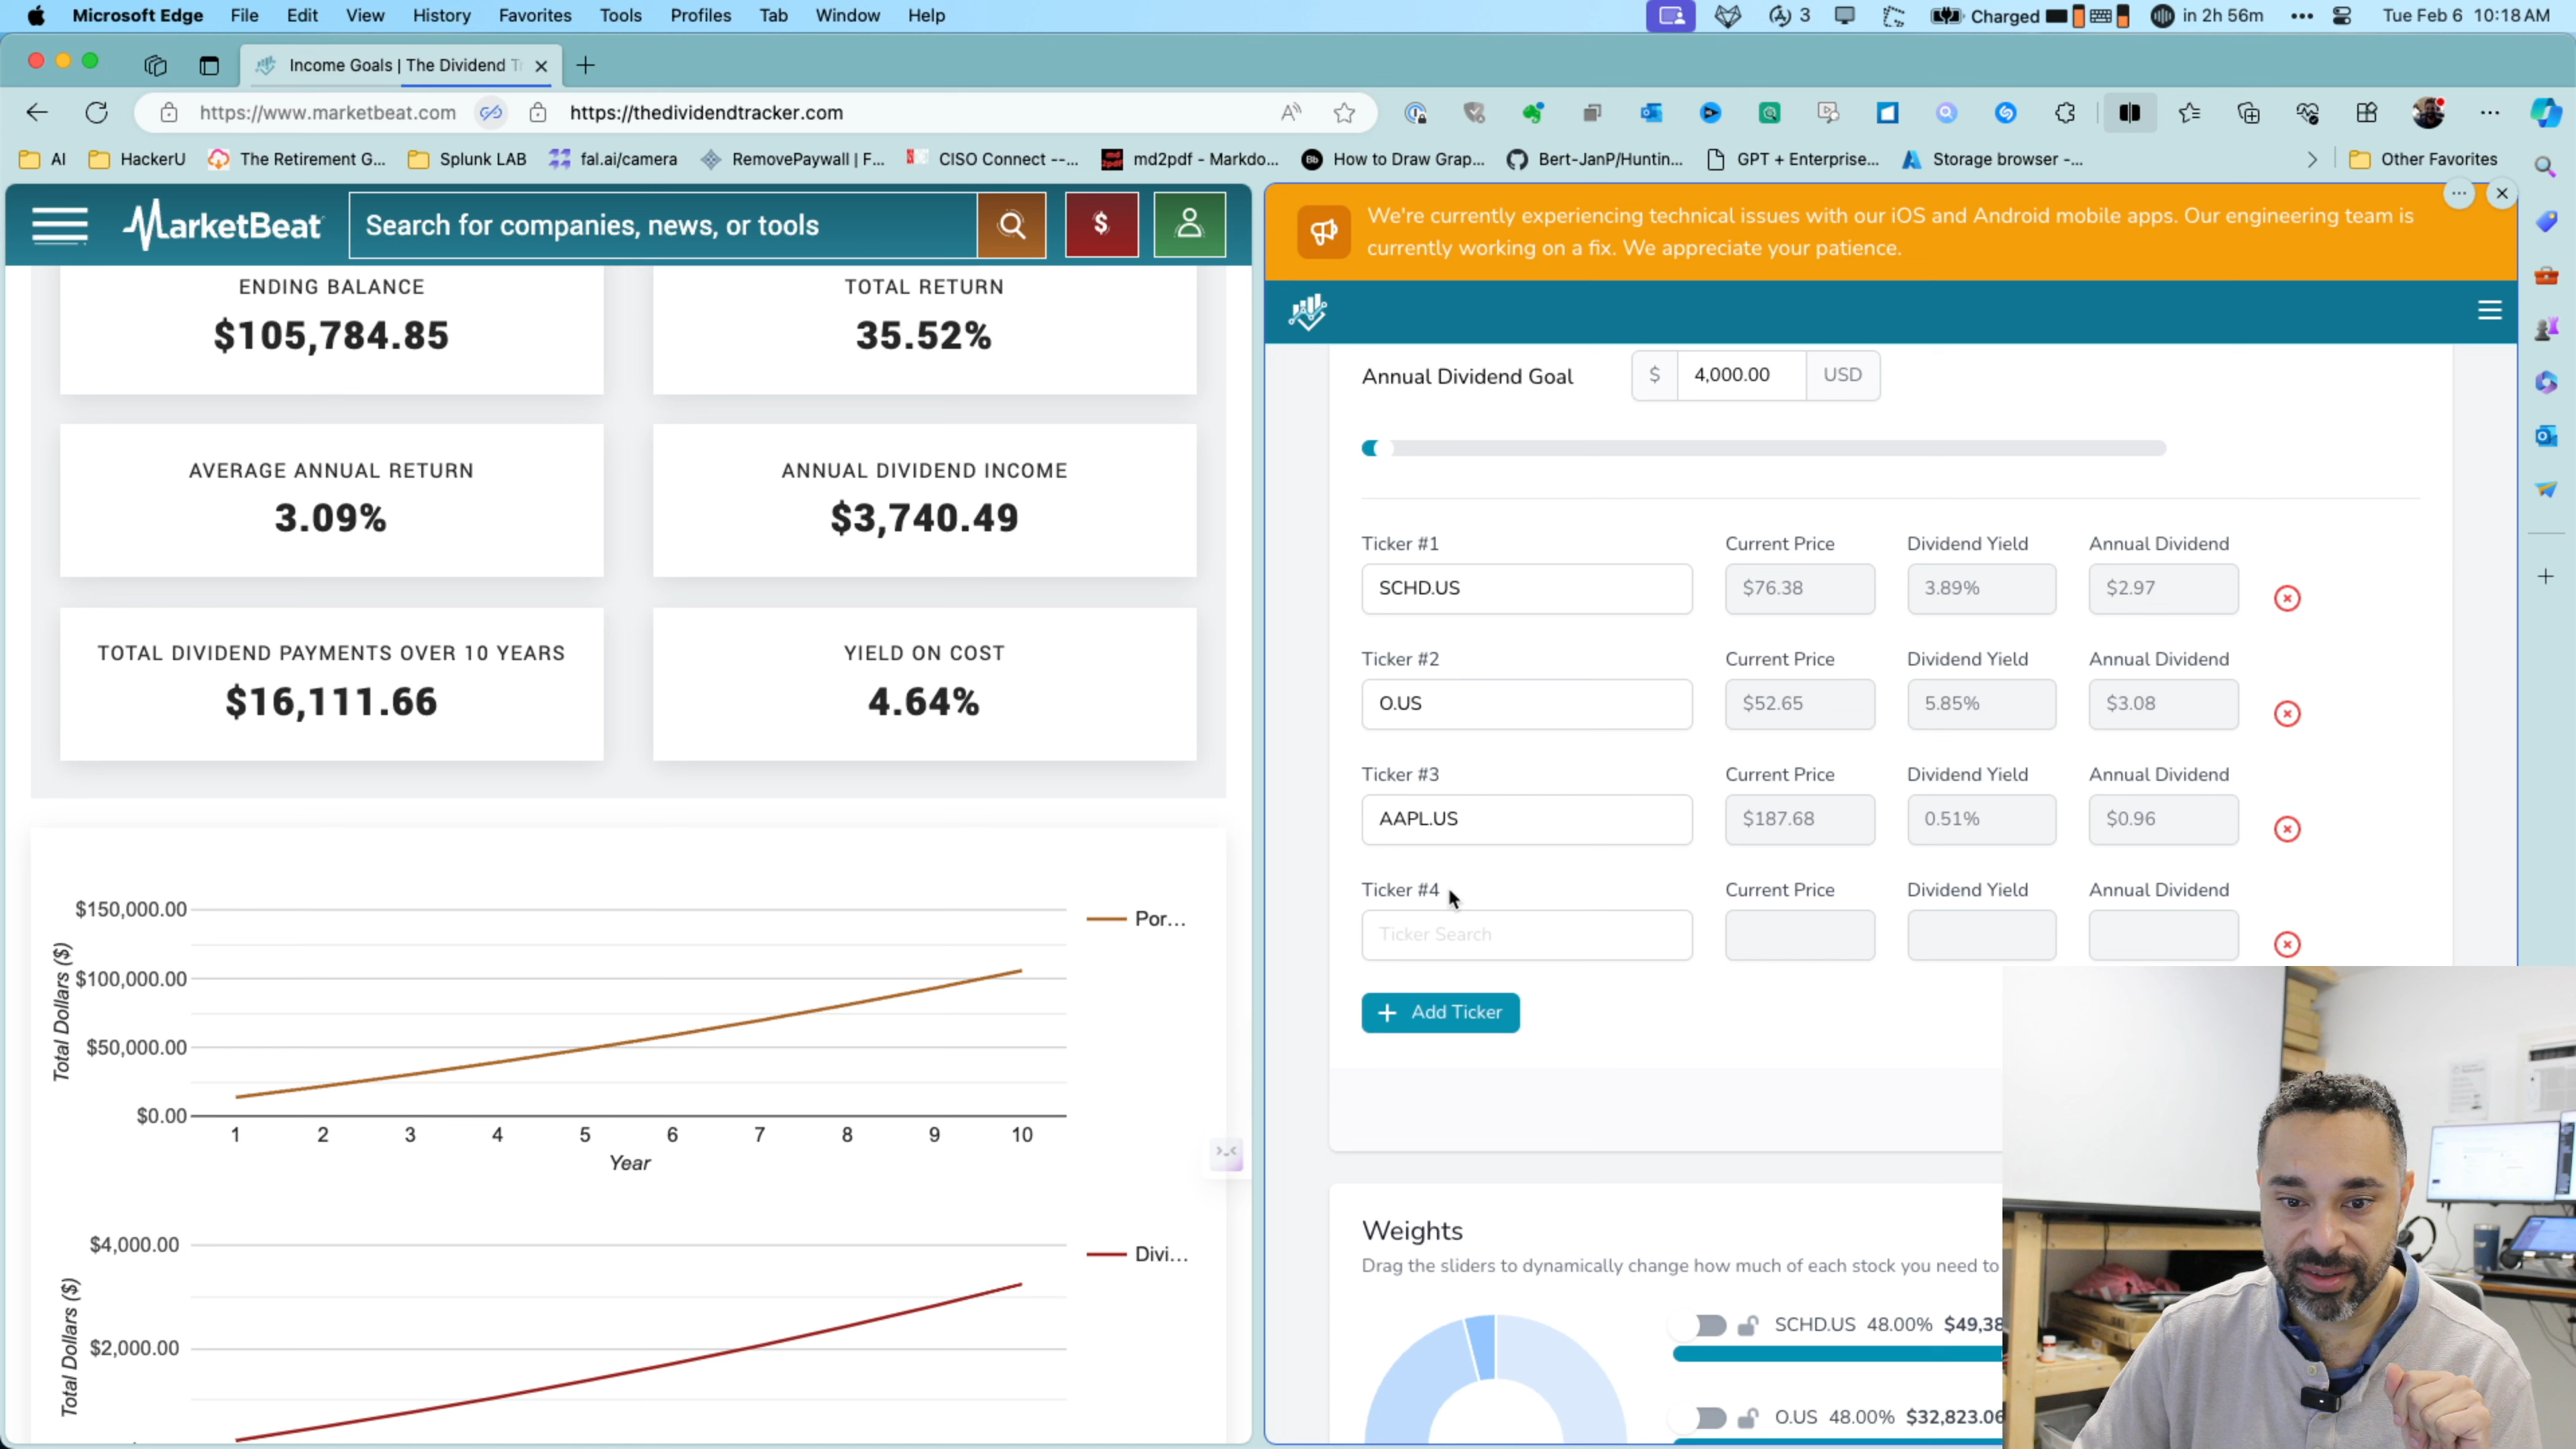 Microsoft Edge File Edit View History Favorites Tools Profiles Tab Window Help 3 Charged in 2h 56m Tue Feb 6 10:18 AM
Income Goals | The Dividend T
https://www.marketbeat.com https://thedividendtracker.com
AI HackerU The Retirement G... Splunk LAB fal.ai/camera RemovePaywall | F... CISO Connect --... md2pdf - Markdo... How to Draw Grap... Bert-JanP/Huntin... GPT + Enterprise... Storage browser -... Other Favorites
MarketBeat Search for companies, news, or tools $
ENDING BALANCE
$105,784.85
TOTAL RETURN
35.52%
AVERAGE ANNUAL RETURN
3.09%
ANNUAL DIVIDEND INCOME
$3,740.49
TOTAL DIVIDEND PAYMENTS OVER 10 YEARS
$16,111.66
YIELD ON COST
4.64%
$150,000.00
$100,000.00
$50,000.00
$0.00
Total Dollars ($)
Por...
1 2 3 4 5 6 7 8 9 10
Year
$4,000.00
$2,000.00
Total Dollars ($)
Divi...
We're currently experiencing technical issues with our iOS and Android mobile apps. Our engineering team is
currently working on a fix. We appreciate your patience.
Annual Dividend Goal $ 4,000.00 USD
Ticker #1 Current Price Dividend Yield Annual Dividend
SCHD.US $76.38 3.89% $2.97
Ticker #2 Current Price Dividend Yield Annual Dividend
O.US $52.65 5.85% $3.08
Ticker #3 Current Price Dividend Yield Annual Dividend
AAPL.US $187.68 0.51% $0.96
Ticker #4 Current Price Dividend Yield Annual Dividend
Ticker Search
+ Add Ticker
Weights
Drag the sliders to dynamically change how much of each stock you need to
SCHD.US 48.00% $49,38
O.US 48.00% $32,823.06